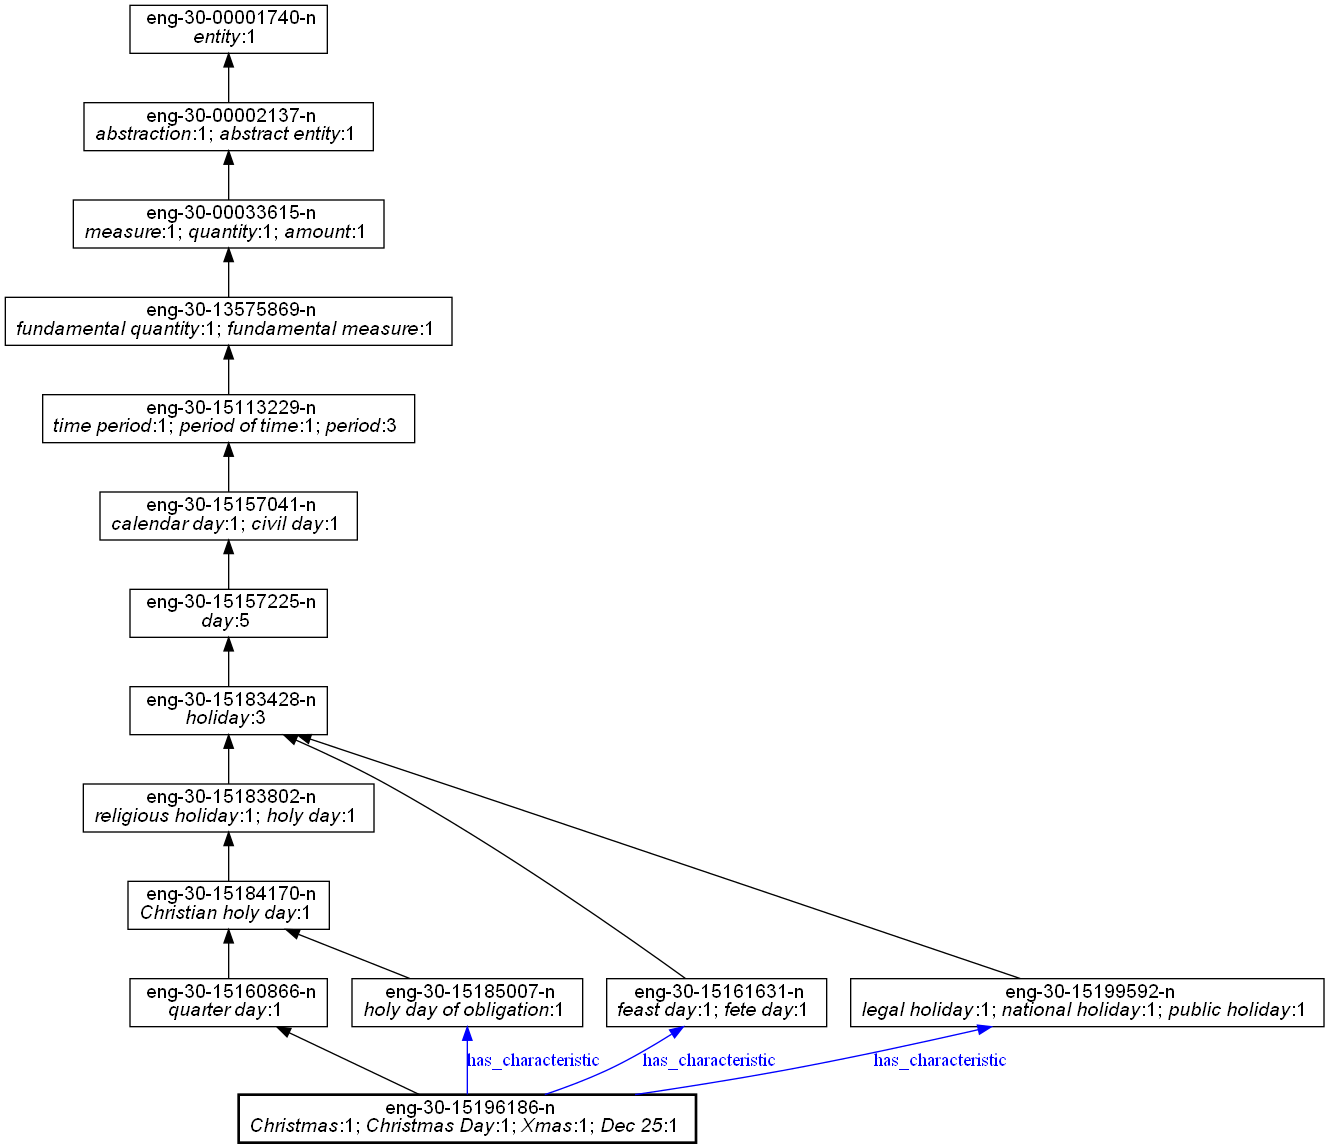 eng-30-00001740-n
entity:1
eng-30-00002137-n
abstraction:1; abstract entity:1
eng-30-00033615-n
measure:1; quantity:1; amount:1
eng-30-13575869-n
fundamental quantity:1; fundamental measure:1
eng-30-15113229-n
time period:1; period of time:1; period:3
eng-30-15157041-n
calendar day:1; civil day:1
eng-30-15157225-n
day:5
eng-30-15183428-n
holiday:3
eng-30-15183802-n
religious holiday:1; holy day:1
eng-30-15184170-n
Christian holy day:1
eng-30-15160866-n
quarter day:1
eng-30-15185007-n
holy day of obligation:1
eng-30-15161631-n
feast day:1; fete day:1
eng-30-15199592-n
legal holiday:1; national holiday:1; public holiday:1
has_characteristic
has_characteristic
has_characteristic
eng-30-15196186-n
Christmas:1; Christmas Day:1; Xmas:1; Dec 25:1